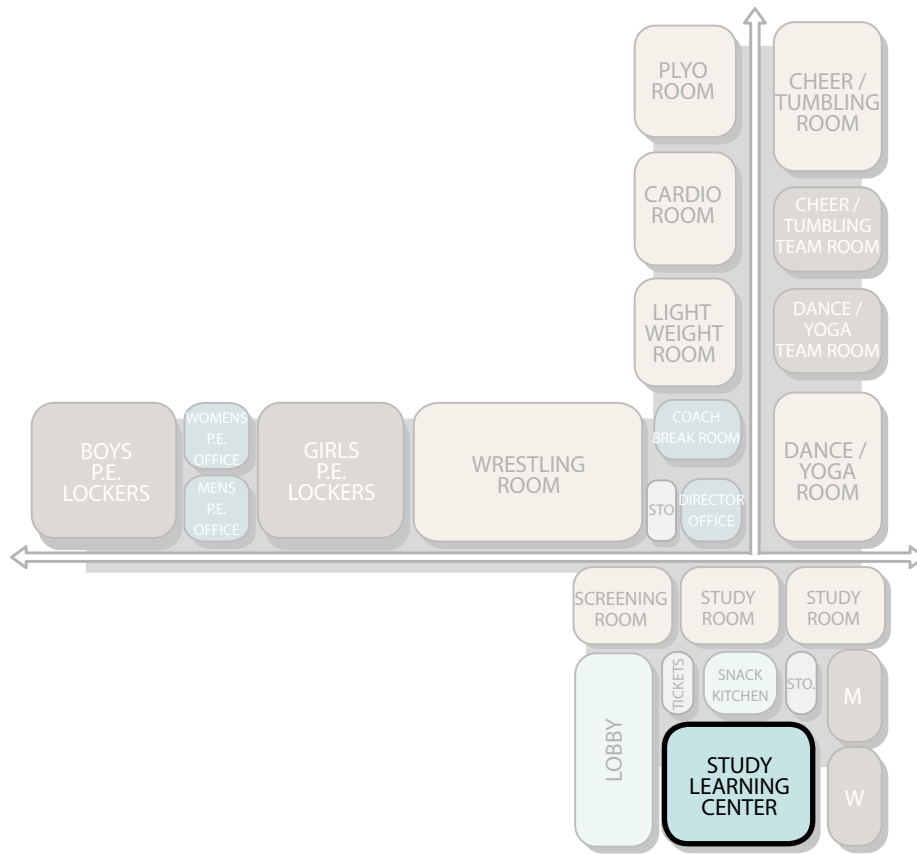 PLYO
ROOM
CHEER /
TUMBLING
ROOM
CARDIO
ROOM
CHEER /
TUMBLING
TEAM ROOM
LIGHT
WEIGHT
ROOM
DANCE /
YOGA
TEAM ROOM
BOYS
P.E.
LOCKERS
WOMENS
P.E.
OFFICE
MENS
P.E.
OFFICE
GIRLS
P.E.
LOCKERS
WRESTLING
ROOM
COACH
BREAK ROOM
STO
DIRECTOR
OFFICE
DANCE /
YOGA
ROOM
SCREENING
ROOM
STUDY
ROOM
STUDY
ROOM
LOBBY
TICKETS
SNACK
KITCHEN
STO.
M
STUDY
LEARNING
CENTER
W